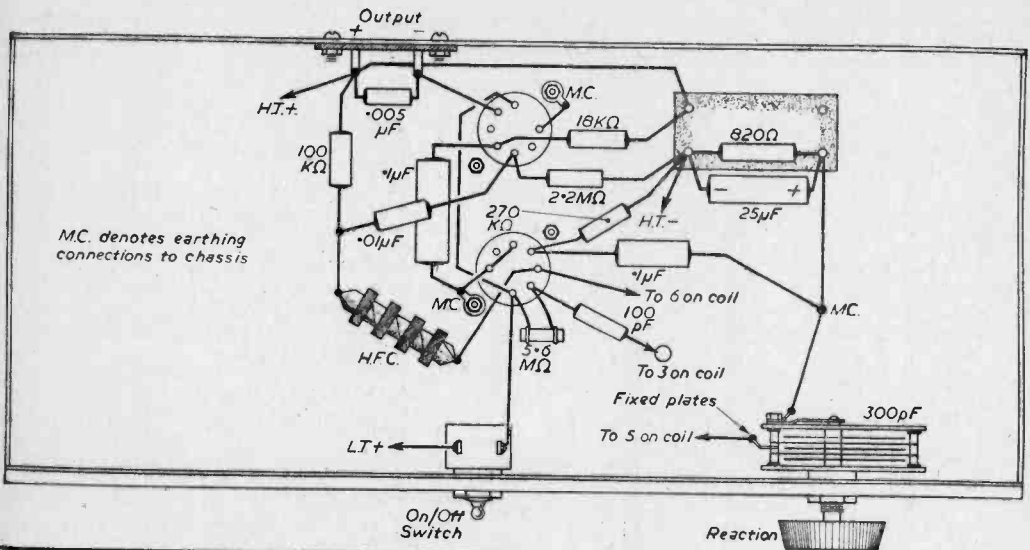 Output
+ -
H.T.+
·005
µF
M.C.
18KΩ
820Ω
100
KΩ
·1µF
2·2MΩ
- +
25µF
H.T.-
270
KΩ
·01µF
·1µF
M.C. denotes earthing
connections to chassis
M.C.
To 6 on coil
M.C.
100
pF
5·6
MΩ
H.F.C.
To 3 on coil
Fixed plates
300pF
To 5 on coil
L.T+
On/Off
Switch
Reaction